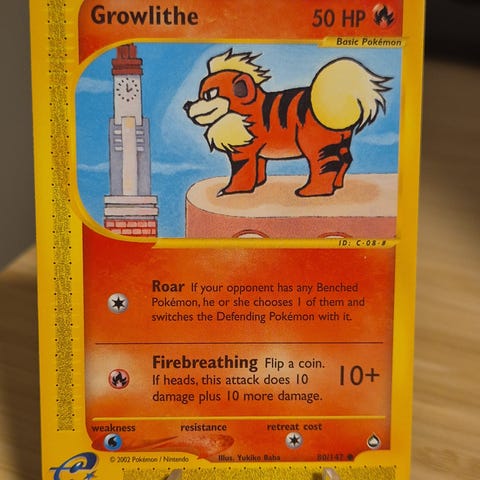 Growlithe 50 HP
Basic Pokémon
ID: C-08-#
Roar If your opponent has any Benched
Pokémon, he or she chooses 1 of them and
switches the Defending Pokémon with it.
Firebreathing Flip a coin.
If heads, this attack does 10
damage plus 10 more damage.
10+
weakness resistance retreat cost
© 2002 Pokémon / Nintendo Illus. Yukiko Baba 80/147
e